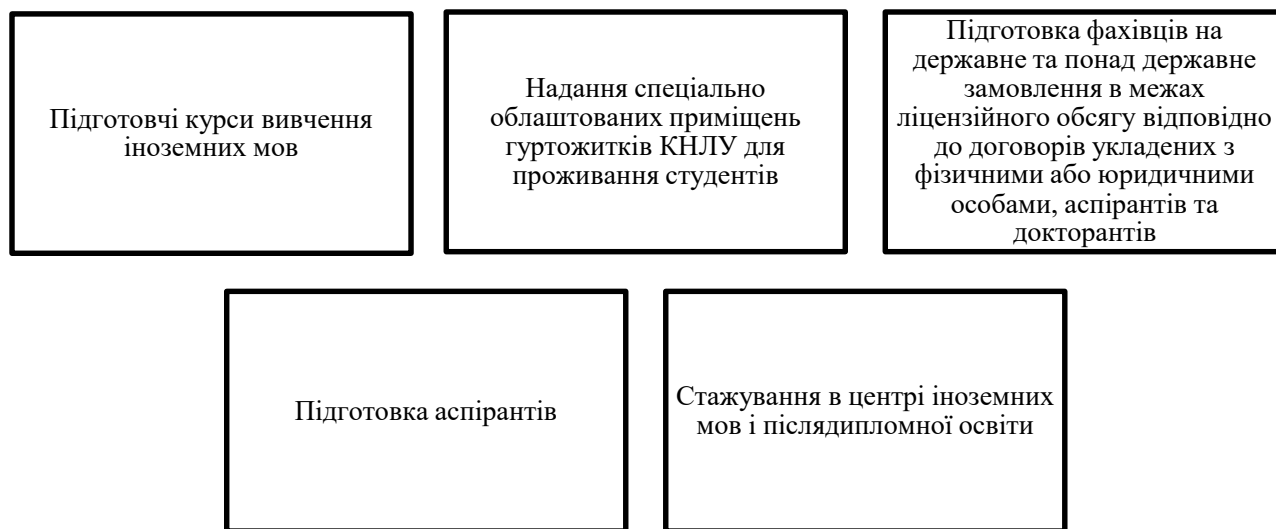 Підготовчі курси вивчення
іноземних мов
Надання спеціально
облаштованих приміщень
гуртожитків КНЛУ для
проживання студентів
Підготовка фахівців на
державне та понад державне
замовлення в межах
ліцензійного обсягу відповідно
до договорів укладених з
фізичними або юридичними
особами, аспірантів та
докторантів
Підготовка аспірантів
Стажування в центрі іноземних
мов і післядипломної освіти